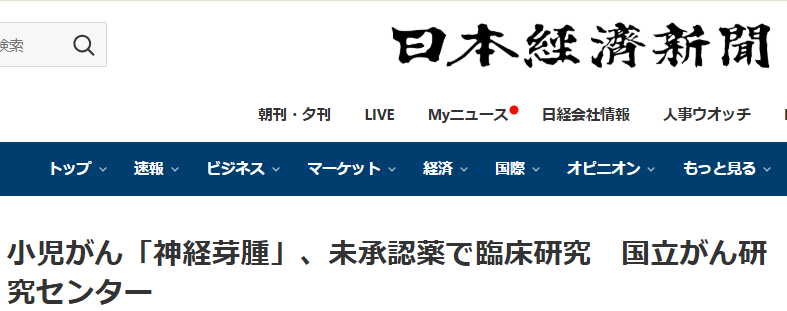 検索
日本経済新聞
朝刊・夕刊 LIVE Myニュース 日経会社情報 人事ウオッチ
トップ 速報 ビジネス マーケット 経済 国際 オピニオン もっと見る
小児がん「神経芽腫」、未承認薬で臨床研究　国立がん研
究センター